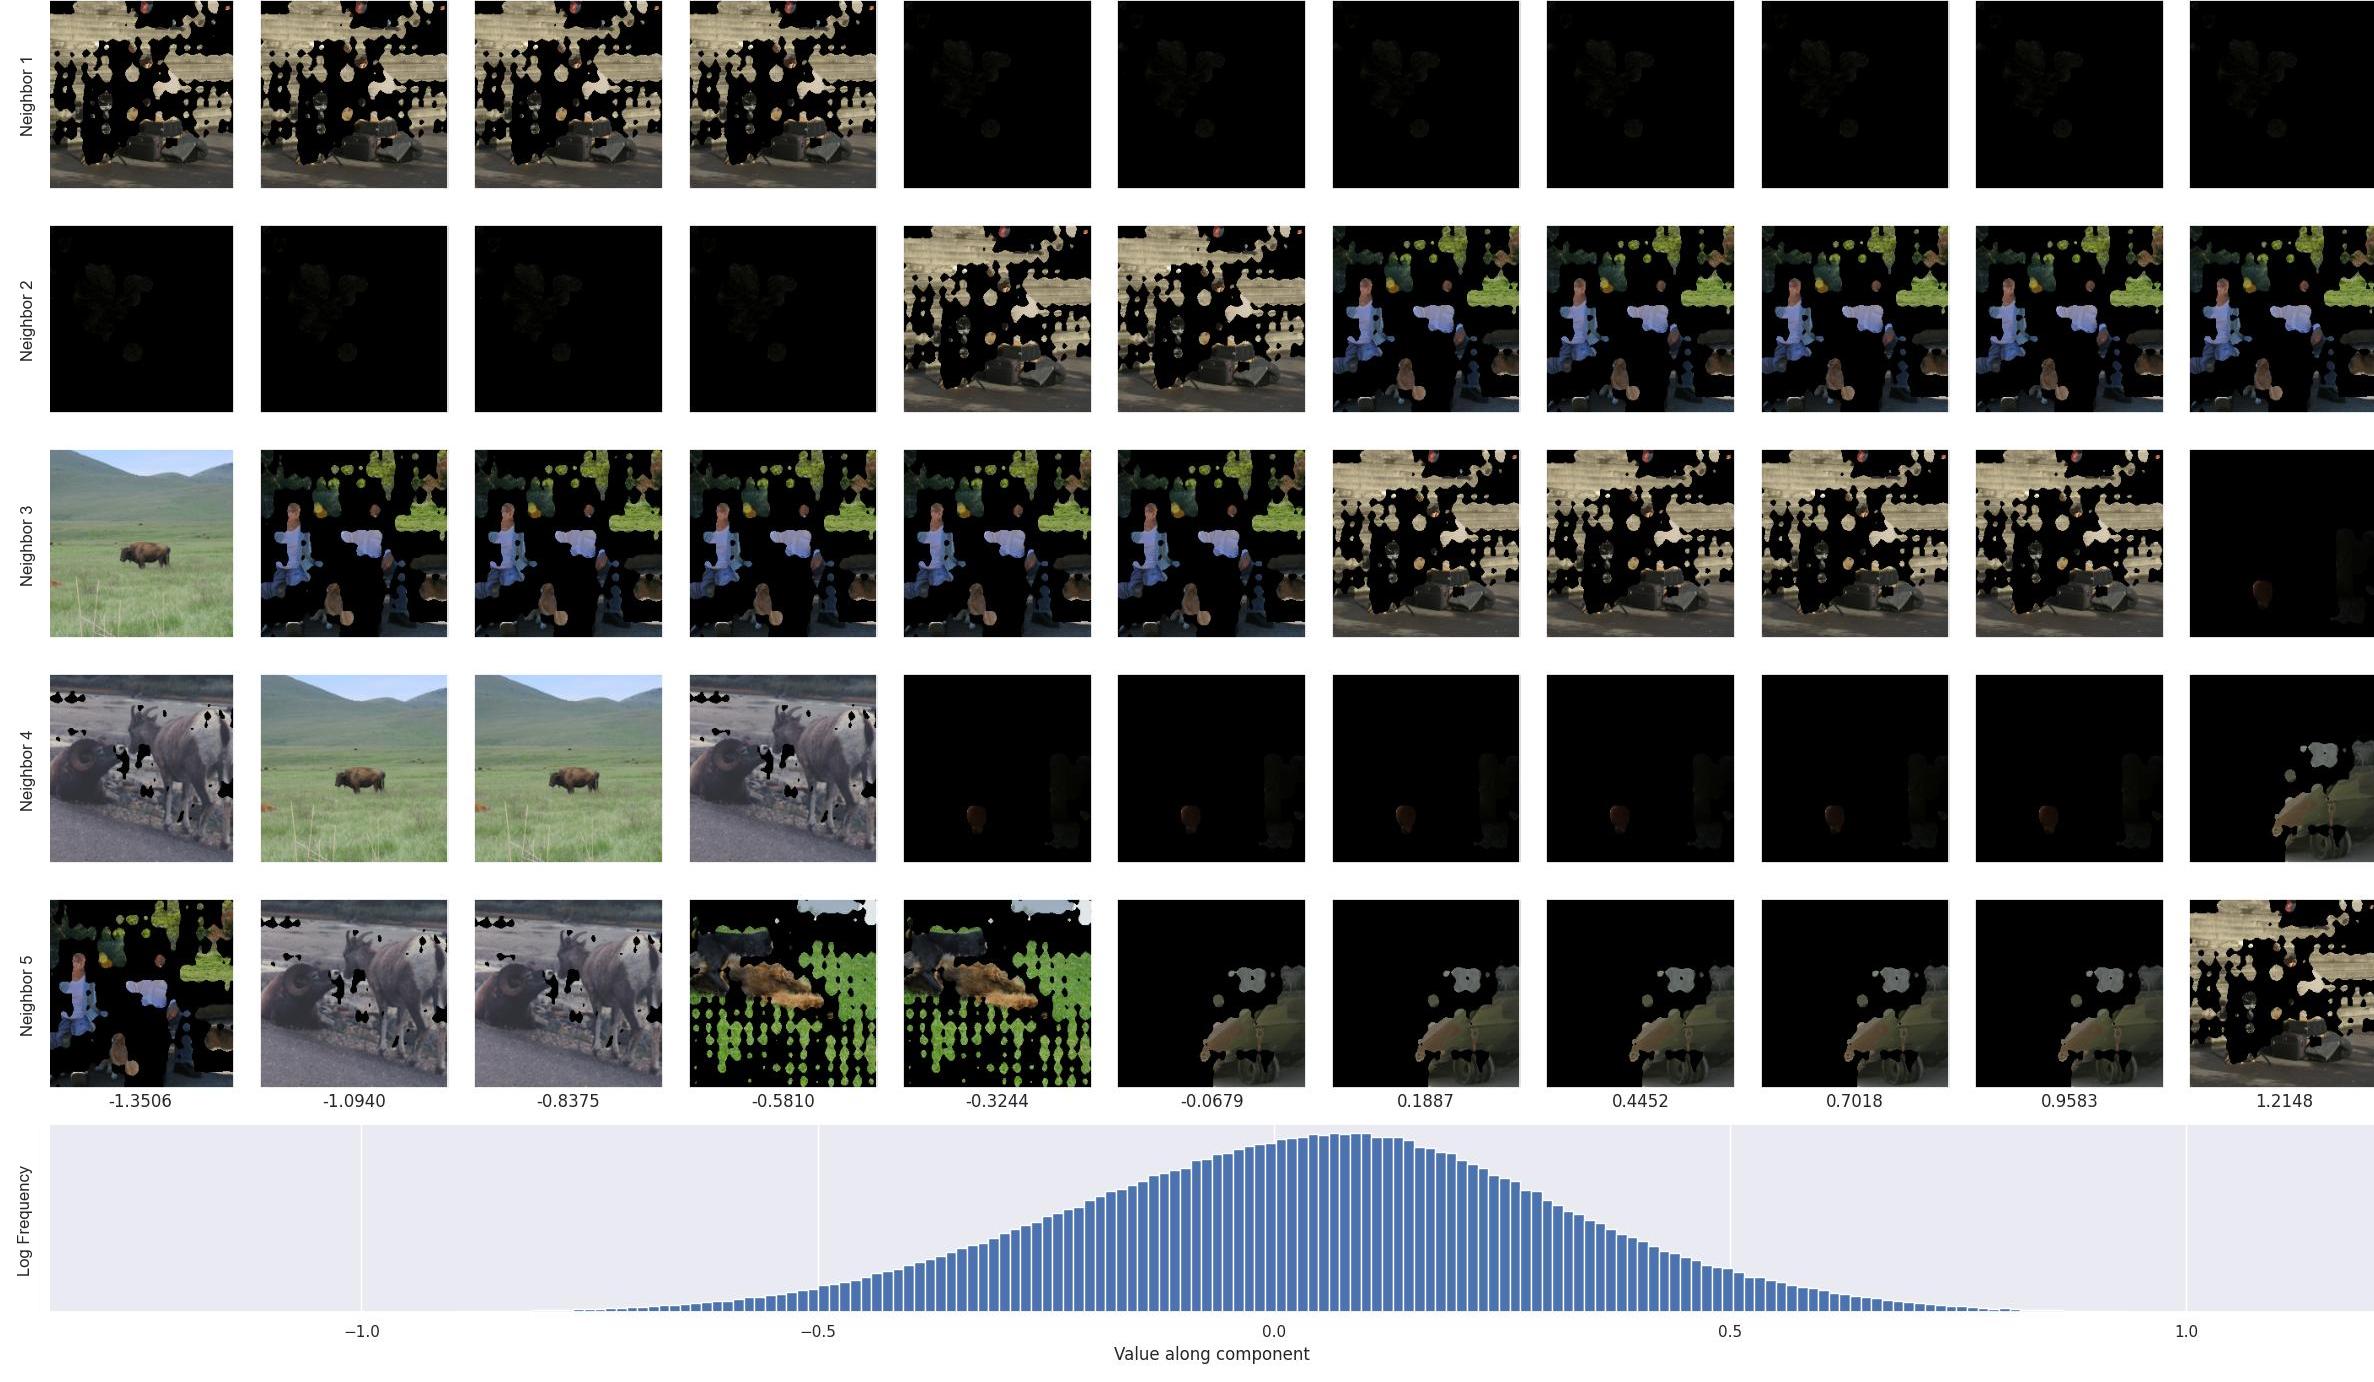 Neighbor 1
Neighbor 2
Neighbor 3
Neighbor 4
Neighbor 5
-1.3506 -1.0940 -0.8375 -0.5810 -0.3244 -0.0679 0.1887 0.4452 0.7018 0.9583 1.2148
Log Frequency
−1.0 −0.5 0.0 0.5 1.0
Value along component